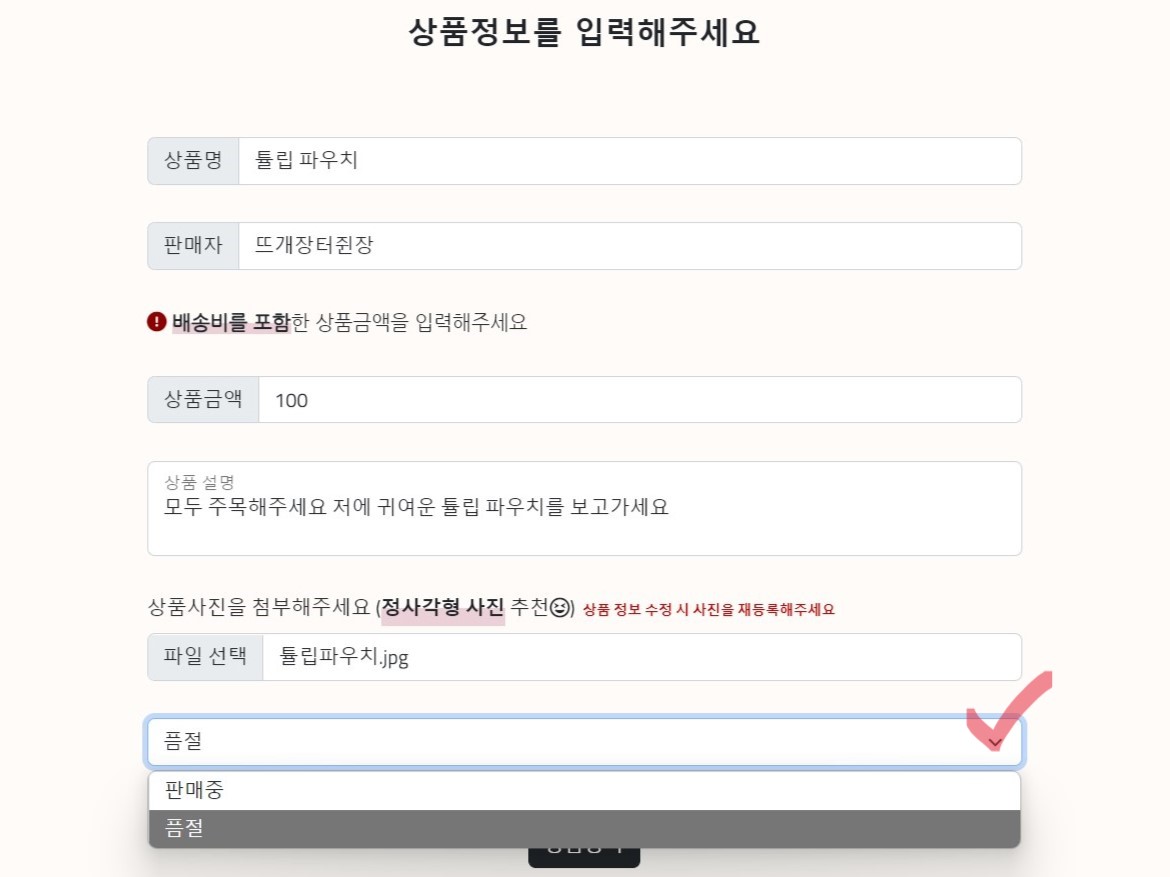 상품정보를 입력해주세요
상품명 튤립 파우치
판매자 뜨개장터쥔장
배송비를 포함한 상품금액을 입력해주세요
상품금액 100
상품 설명
모두 주목해주세요 저에 귀여운 튤립 파우치를 보고가세요
상품사진을 첨부해주세요 (정사각형 사진 추천😆) 상품 정보 수정 시 사진을 재등록해주세요
파일 선택 튤립파우치.jpg
픔절
판매중
픔절